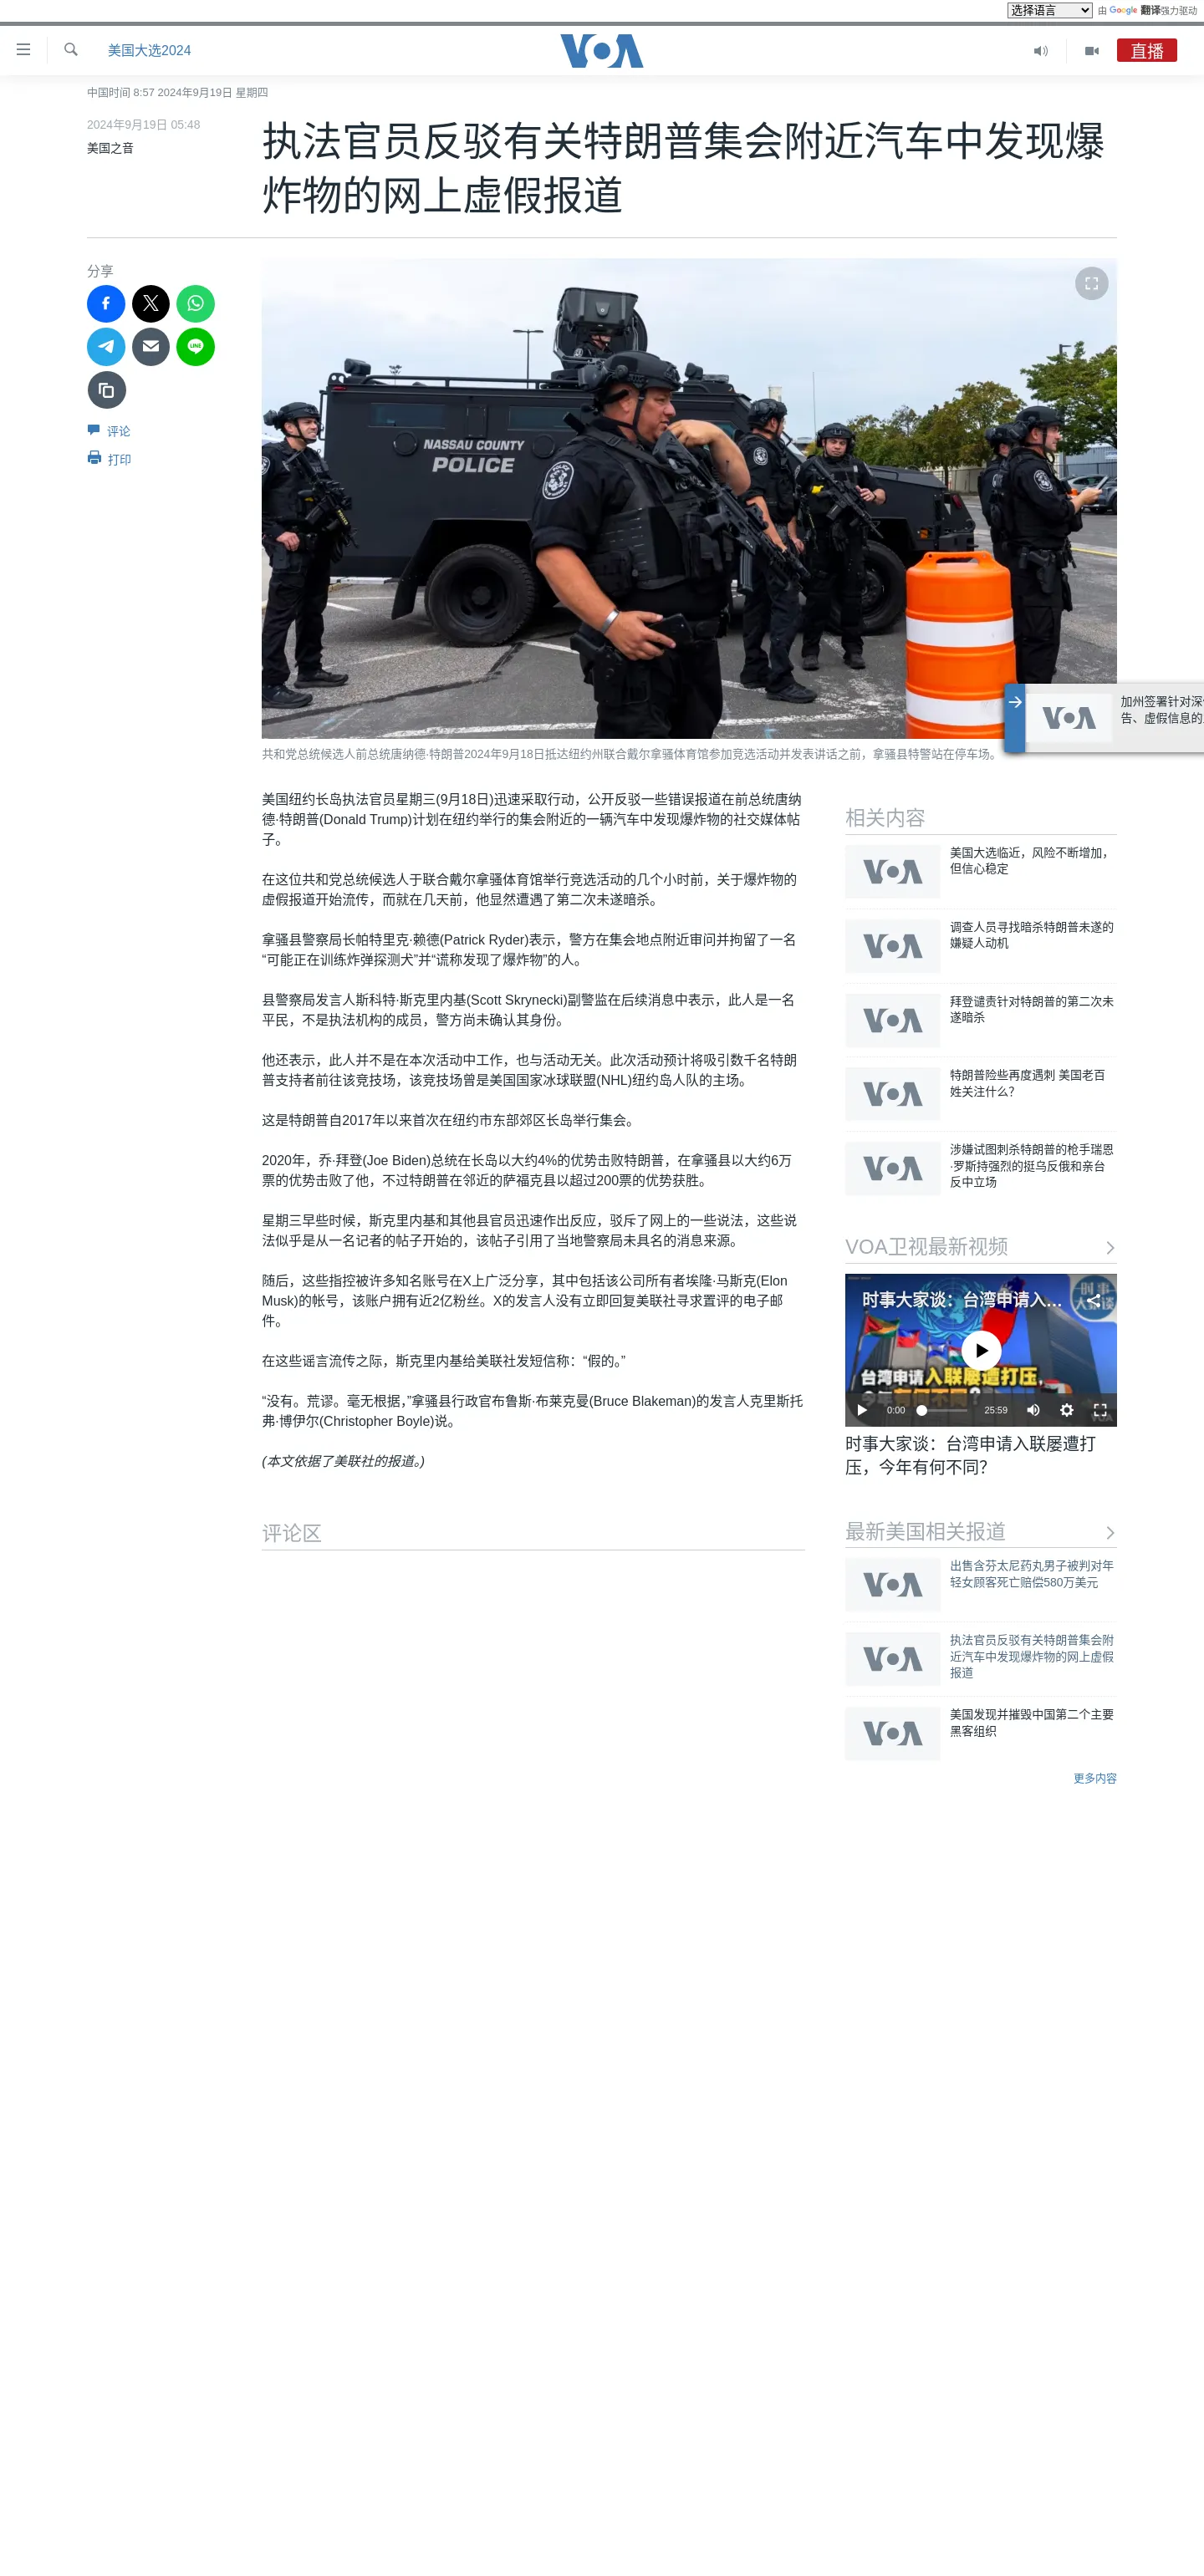 选择语言 由 Google 翻译强力驱动
美国大选2024
VOA
直播
中国时间 8:57 2024年9月19日 星期四
2024年9月19日 05:48
美国之音
执法官员反驳有关特朗普集会附近汽车中发现爆
炸物的网上虚假报道
分享
LINE
评论
打印
NASSAU COUNTY
POLICE
共和党总统候选人前总统唐纳德·特朗普2024年9月18日抵达纽约州联合戴尔拿骚体育馆参加竞选活动并发表讲话之前，拿骚县特警站在停车场。
VOA
加州签署针对深
告、虚假信息的
美国纽约长岛执法官员星期三(9月18日)迅速采取行动，公开反驳一些错误报道在前总统唐纳
德·特朗普(Donald Trump)计划在纽约举行的集会附近的一辆汽车中发现爆炸物的社交媒体帖
子。
在这位共和党总统候选人于联合戴尔拿骚体育馆举行竞选活动的几个小时前，关于爆炸物的
虚假报道开始流传，而就在几天前，他显然遭遇了第二次未遂暗杀。
拿骚县警察局长帕特里克·赖德(Patrick Ryder)表示，警方在集会地点附近审问并拘留了一名
“可能正在训练炸弹探测犬”并“谎称发现了爆炸物”的人。
县警察局发言人斯科特·斯克里内基(Scott Skrynecki)副警监在后续消息中表示，此人是一名
平民，不是执法机构的成员，警方尚未确认其身份。
他还表示，此人并不是在本次活动中工作，也与活动无关。此次活动预计将吸引数千名特朗
普支持者前往该竞技场，该竞技场曾是美国国家冰球联盟(NHL)纽约岛人队的主场。
这是特朗普自2017年以来首次在纽约市东部郊区长岛举行集会。
2020年，乔·拜登(Joe Biden)总统在长岛以大约4%的优势击败特朗普，在拿骚县以大约6万
票的优势击败了他，不过特朗普在邻近的萨福克县以超过200票的优势获胜。
星期三早些时候，斯克里内基和其他县官员迅速作出反应，驳斥了网上的一些说法，这些说
法似乎是从一名记者的帖子开始的，该帖子引用了当地警察局未具名的消息来源。
随后，这些指控被许多知名账号在X上广泛分享，其中包括该公司所有者埃隆·马斯克(Elon
Musk)的帐号，该账户拥有近2亿粉丝。X的发言人没有立即回复美联社寻求置评的电子邮
件。
在这些谣言流传之际，斯克里内基给美联社发短信称：“假的。”
“没有。荒谬。毫无根据，”拿骚县行政官布鲁斯·布莱克曼(Bruce Blakeman)的发言人克里斯托
弗·博伊尔(Christopher Boyle)说。
(本文依据了美联社的报道。)
评论区
相关内容
VOA
美国大选临近，风险不断增加，
但信心稳定
VOA
调查人员寻找暗杀特朗普未遂的
嫌疑人动机
VOA
拜登谴责针对特朗普的第二次未
遂暗杀
VOA
特朗普险些再度遇刺 美国老百
姓关注什么？
VOA
涉嫌试图刺杀特朗普的枪手瑞恩
·罗斯持强烈的挺乌反俄和亲台
反中立场
VOA卫视最新视频
时事大家谈：台湾申请入...
台湾申请入联屡遭打压，
0:00
25:59
时事大家谈：台湾申请入联屡遭打
压，今年有何不同？
最新美国相关报道
VOA
出售含芬太尼药丸男子被判对年
轻女顾客死亡赔偿580万美元
VOA
执法官员反驳有关特朗普集会附
近汽车中发现爆炸物的网上虚假
报道
VOA
美国发现并摧毁中国第二个主要
黑客组织
更多内容